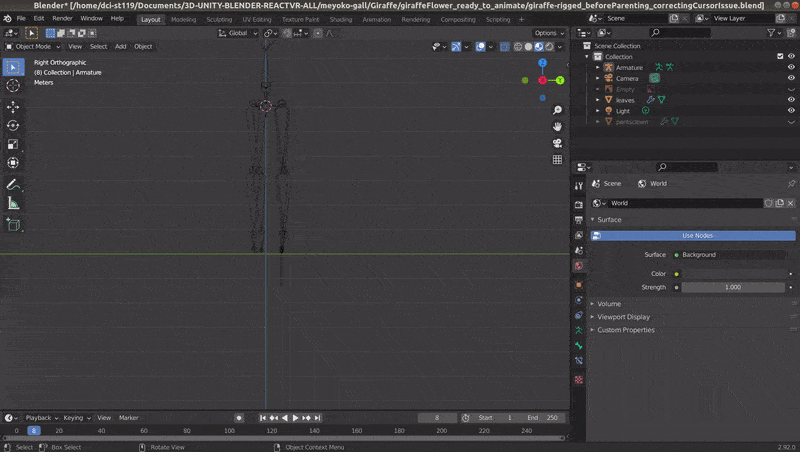 Blender* [/home/dci-st119/Documents/3D-UNITY-BLENDER-REACTVR-ALL/meyoko-gall/Giraffe/giraffeFlower_ready_to_animate/giraffe-rigged_beforeParenting_correctingCursorIssue.blend]
File Edit Render Window Help Layout Modeling Sculpting UV Editing Texture Paint Shading Animation Rendering Compositing Scripting Scene View Layer
Global Options
Object Mode View Select Add Object
Right Orthographic
(8) Collection | Armature
Meters
Z
Y
Scene Collection
Collection
Armature
Camera
Empty
leaves
Light
Scene World
World
Surface
Use Nodes
Surface Background
Color
Strength 1.000
Volume
Viewport Display
Custom Properties
Playback Keying View Marker 8 Start 1 End 250
0 8 20 40 60 80 100 120 140 160 180 200 220 240
Select Box Select Rotate View Object Context Menu 2.92.0